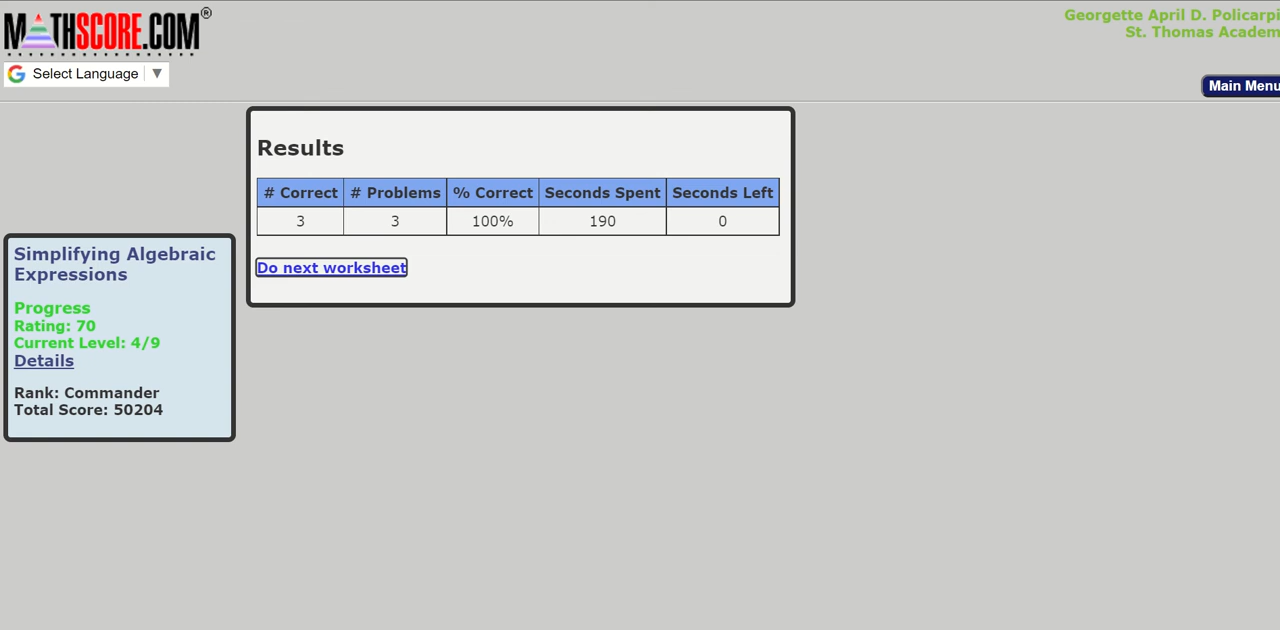 MATHSCORE.COM®
Georgette April D. Policarpi
St. Thomas Academ
Select Language ▼
Main Menu
Results
# Correct # Problems % Correct Seconds Spent Seconds Left
3 3 100% 190 0
Do next worksheet
Simplifying Algebraic
Expressions
Progress
Rating: 70
Current Level: 4/9
Details
Rank: Commander
Total Score: 50204